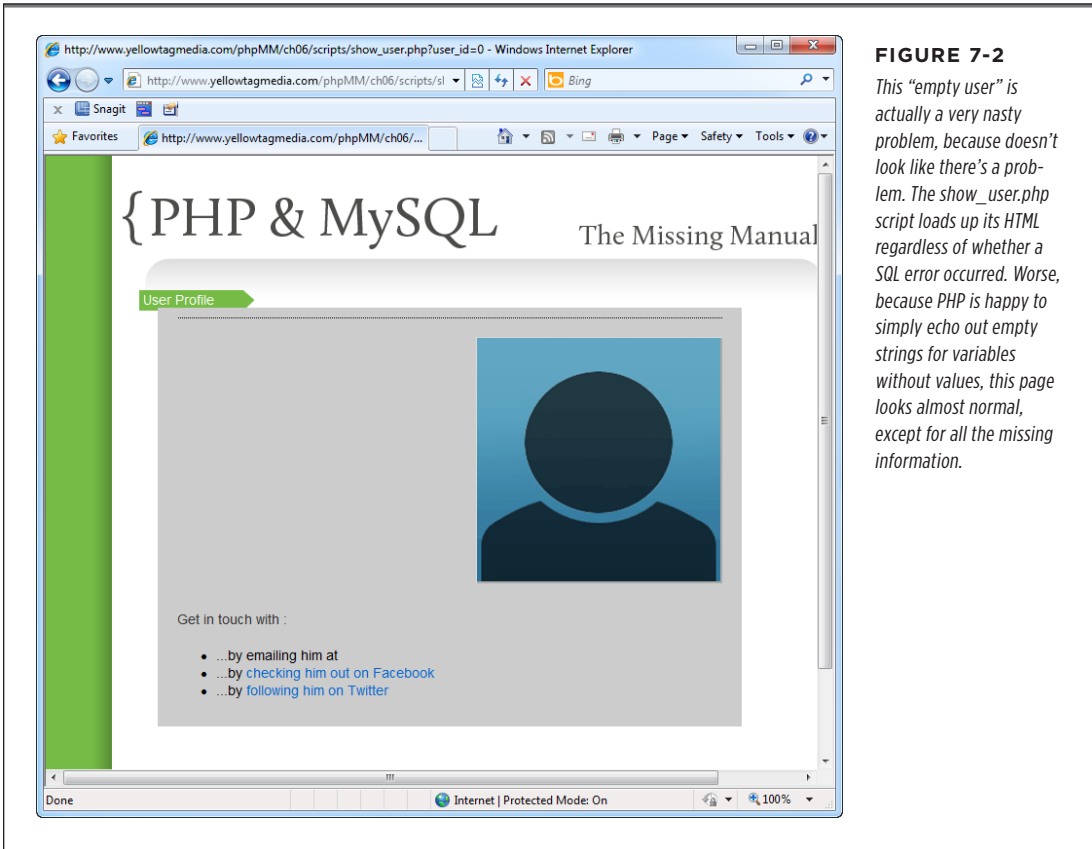 http://www.yellowtagmedia.com/phpMM/ch06/scripts/show_user.php?user_id=0 - Windows Internet Explorer
http://www.yellowtagmedia.com/phpMM/ch06/scripts/sl
Bing
x Snagit
Favorites
http://www.yellowtagmedia.com/phpMM/ch06/...
Page Safety Tools
{PHP & MySQL
The Missing Manual
User Profile
Get in touch with :
• ...by emailing him at
• ...by checking him out on Facebook
• ...by following him on Twitter
Done
Internet | Protected Mode: On
100%
FIGURE 7-2
This “empty user” is
actually a very nasty
problem, because doesn’t
look like there’s a prob-
lem. The show_user.php
script loads up its HTML
regardless of whether a
SQL error occurred. Worse,
because PHP is happy to
simply echo out empty
strings for variables
without values, this page
looks almost normal,
except for all the missing
information.